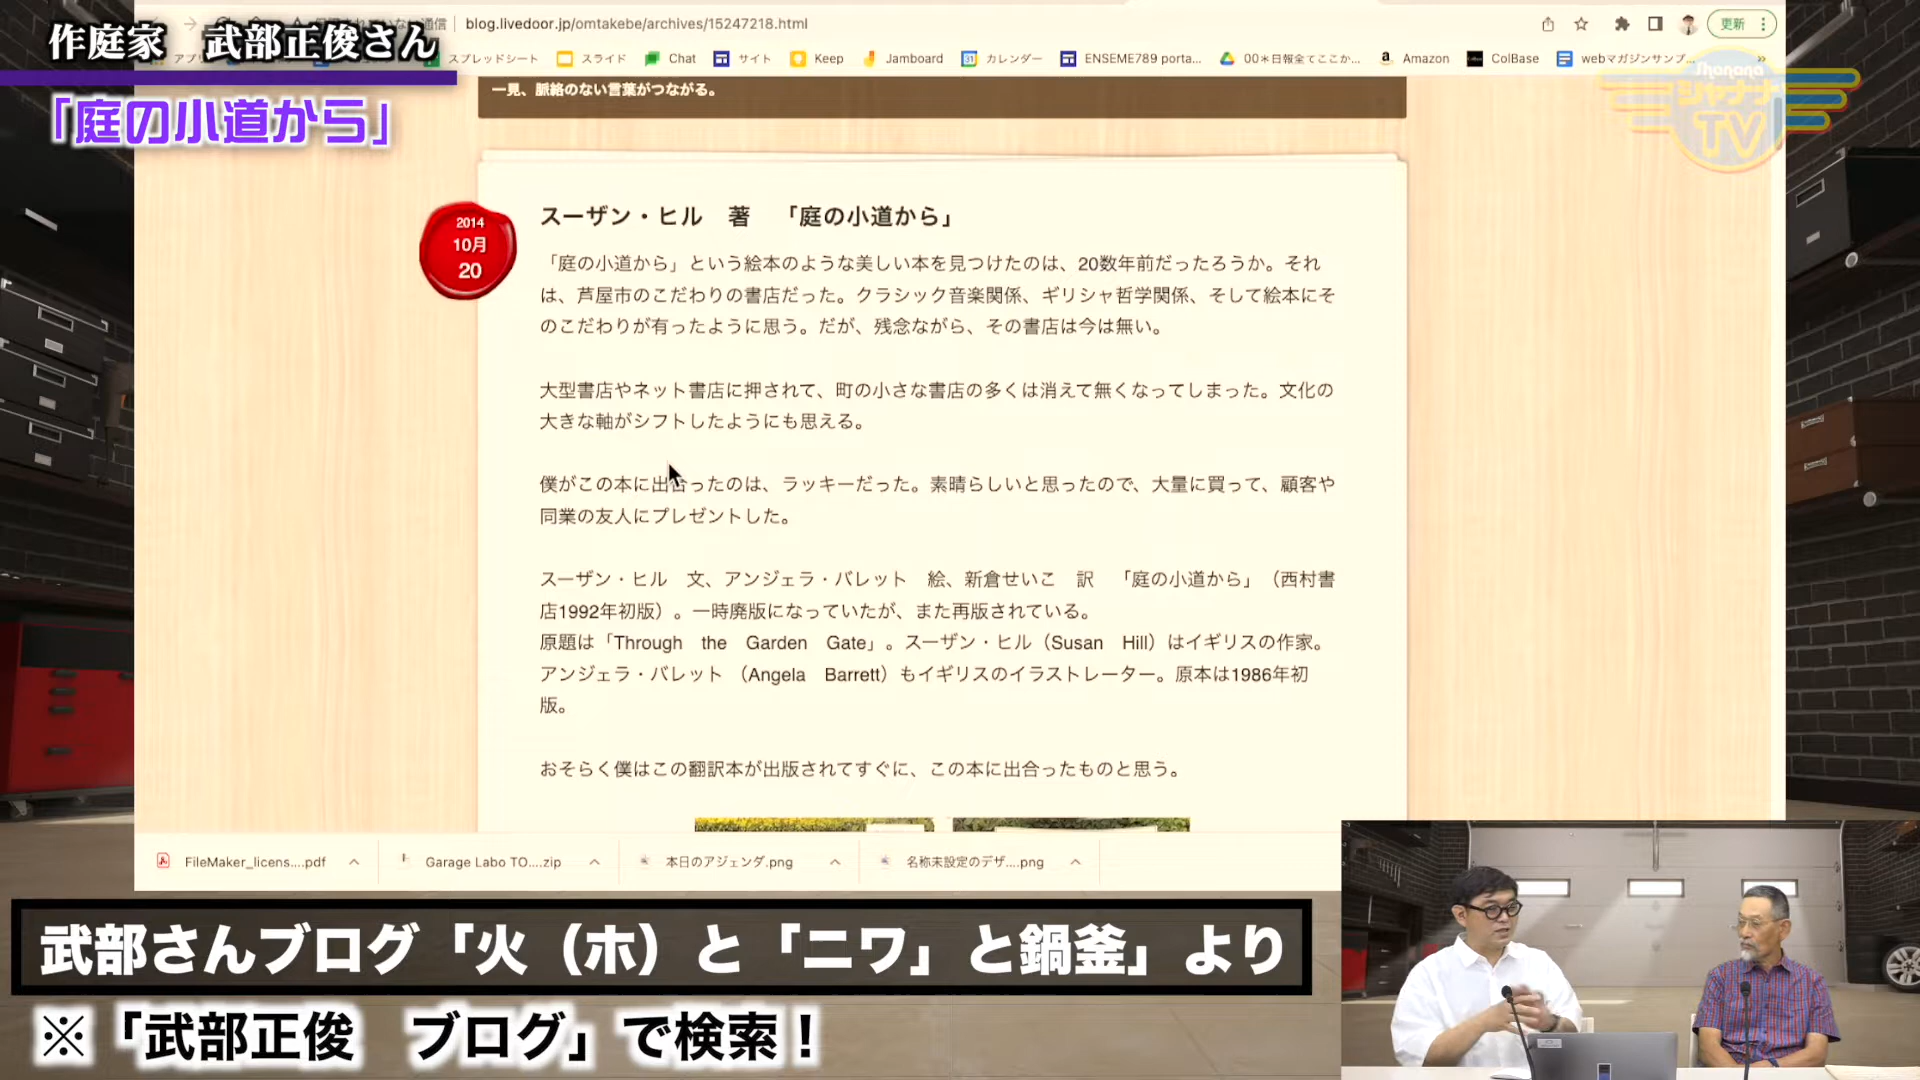 作庭家　武部正俊さん
「庭の小道から」
通信
blog.livedoor.jp/omtakebe/archives/15247218.html
更新
スプレッドシート
スライド
Chat
サイト
Keep
Jamboard
カレンダー
ENSEME789 porta...
00＊日報全てここか...
Amazon
ColBase
webマガジンサンプ...
»
Shanana
シャナナ
TV
一見、脈絡のない言葉がつながる。
2014
10月
20
スーザン・ヒル　著　「庭の小道から」
「庭の小道から」という絵本のような美しい本を見つけたのは、20数年前だったろうか。それ
は、芦屋市のこだわりの書店だった。クラシック音楽関係、ギリシャ哲学関係、そして絵本にそ
のこだわりが有ったように思う。だが、残念ながら、その書店は今は無い。
大型書店やネット書店に押されて、町の小さな書店の多くは消えて無くなってしまった。文化の
大きな軸がシフトしたようにも思える。
僕がこの本に出合ったのは、ラッキーだった。素晴らしいと思ったので、大量に買って、顧客や
同業の友人にプレゼントした。
スーザン・ヒル　文、アンジェラ・バレット　絵、新倉せいこ　訳　「庭の小道から」（西村書
店1992年初版）。一時廃版になっていたが、また再版されている。
原題は「Through　the　Garden　Gate」。スーザン・ヒル（Susan　Hill）はイギリスの作家。
アンジェラ・バレット　（Angela　Barrett）もイギリスのイラストレーター。原本は1986年初
版。
おそらく僕はこの翻訳本が出版されてすぐに、この本に出合ったものと思う。
FileMaker_licens....pdf
Garage Labo TO....zip
本日のアジェンダ.png
名称未設定のデザ....png
武部さんブログ「火（ホ）と「ニワ」と鍋釜」より
※「武部正俊　ブログ」で検索！